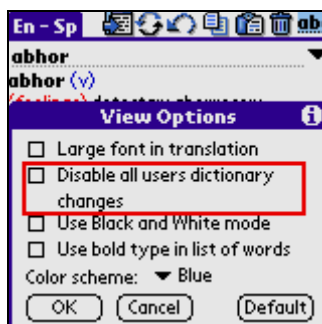 En - Sp ab
abhor
abhor (v)
View Options
Large font in translation
Disable all users dictionary
changes
Use Black and White mode
Use bold type in list of words
Color scheme: Blue
OK Cancel Default